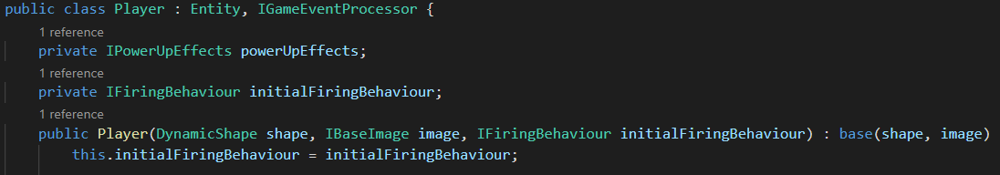 public class Player : Entity, IGameEventProcessor {
1 reference
private IPowerUpEffects powerUpEffects;
1 reference
private IFiringBehaviour initialFiringBehaviour;
1 reference
public Player(DynamicShape shape, IBaseImage image, IFiringBehaviour initialFiringBehaviour) : base(shape, image)
this.initialFiringBehaviour = initialFiringBehaviour;